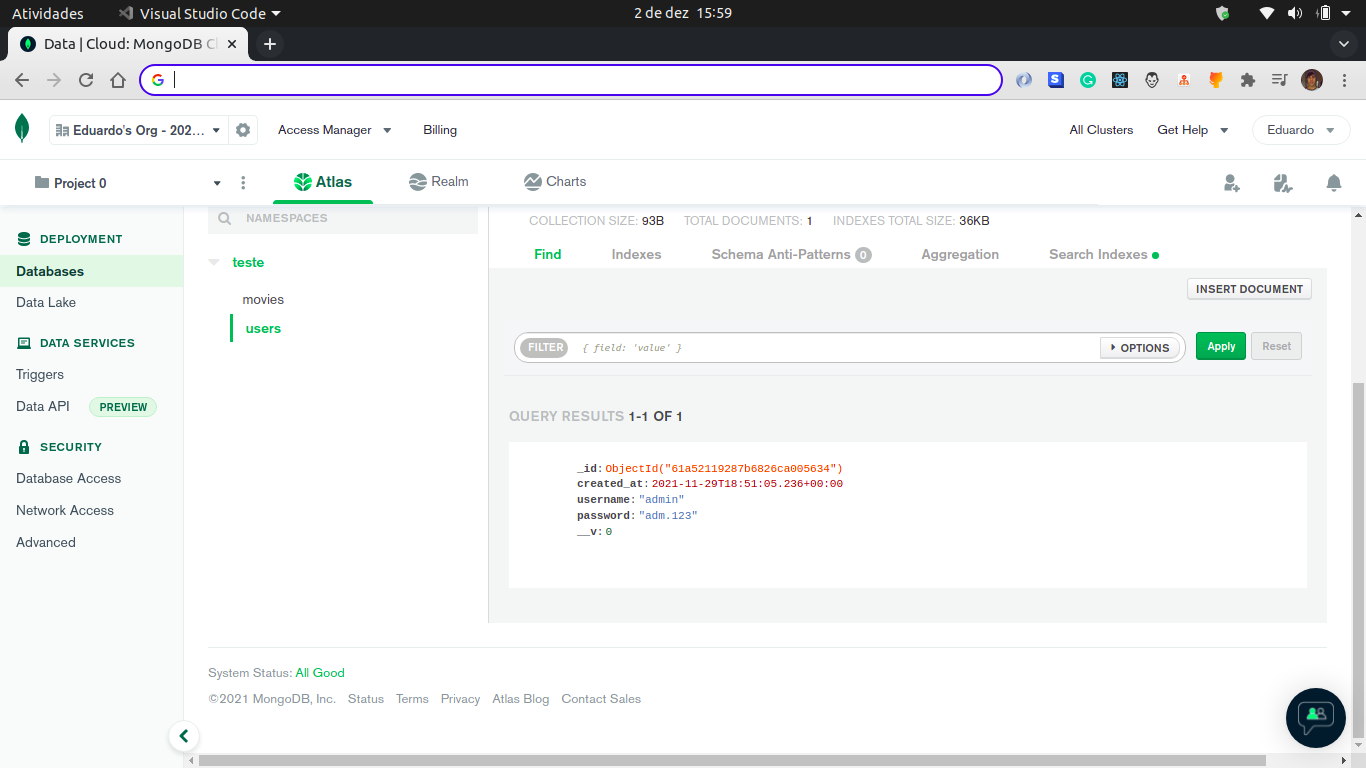 Atividades
Visual Studio Code
2 de dez 15:59
Data | Cloud: MongoDB Cl
Eduardo's Org - 202...
Access Manager
Billing
All Clusters
Get Help
Eduardo
Project 0
Atlas
Realm
Charts
DEPLOYMENT
Databases
Data Lake
DATA SERVICES
Triggers
Data API
PREVIEW
SECURITY
Database Access
Network Access
Advanced
NAMESPACES
teste
movies
users
COLLECTION SIZE: 93B TOTAL DOCUMENTS: 1 INDEXES TOTAL SIZE: 36KB
Find
Indexes
Schema Anti-Patterns 0
Aggregation
Search Indexes
INSERT DOCUMENT
FILTER
{ field: 'value' }
OPTIONS
Apply
Reset
QUERY RESULTS 1-1 OF 1
_id: ObjectId("61a52119287b6826ca005634")
created_at: 2021-11-29T18:51:05.236+00:00
username: "admin"
password: "adm.123"
__v: 0
System Status: All Good
©2021 MongoDB, Inc. Status Terms Privacy Atlas Blog Contact Sales